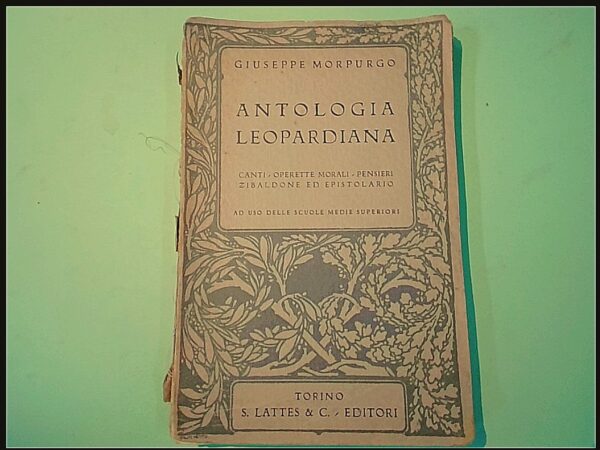 GIUSEPPE MORPURGO
ANTOLOGIA
LEOPARDIANA
CANTI - OPERETTE MORALI - PENSIERI
ZIBALDONE ED EPISTOLARIO
AD USO DELLE SCUOLE MEDIE SUPERIORI
TORINO
S. LATTES & C. - EDITORI